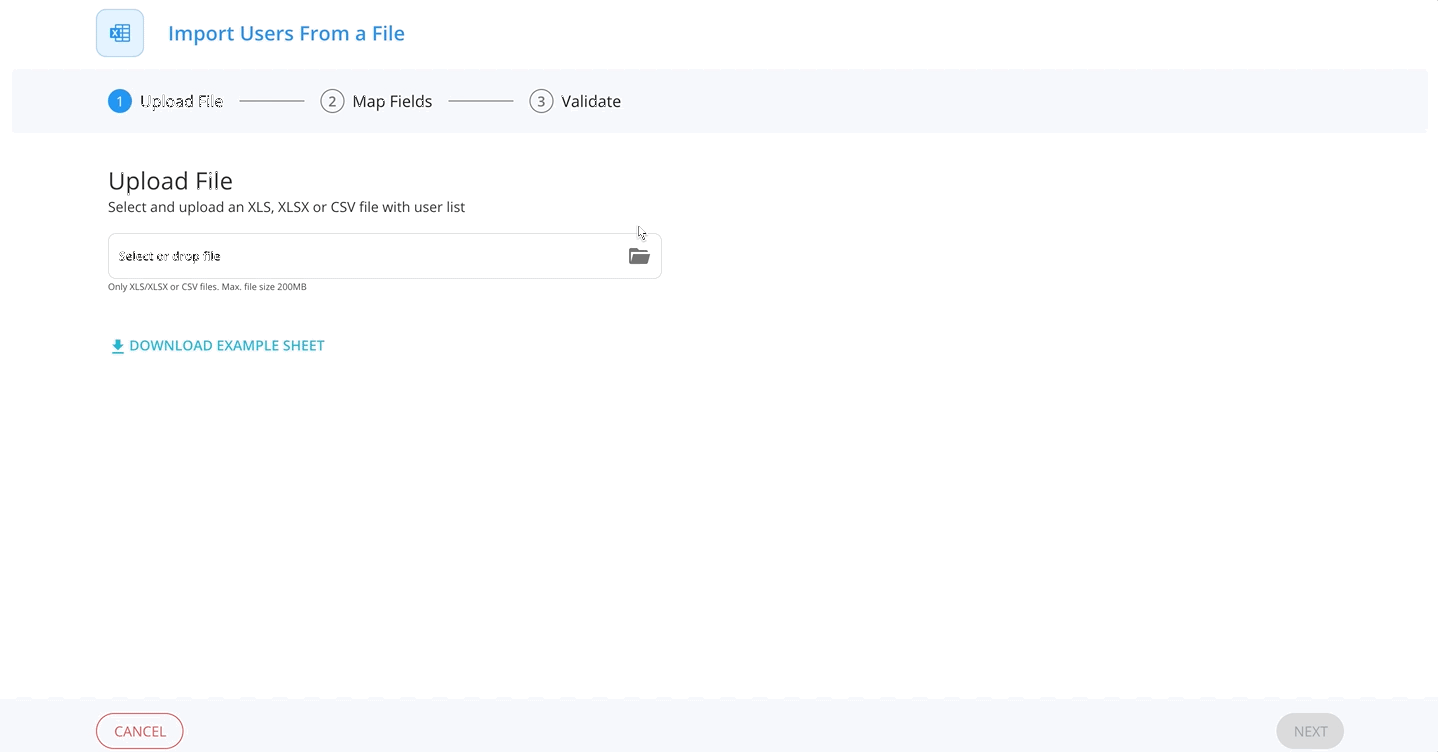 Import Users From a File
1 Upload File 2 Map Fields 3 Validate
Upload File
Select and upload an XLS, XLSX or CSV file with user list
Select or drop file
Only XLS/XLSX or CSV files. Max. file size 200MB
DOWNLOAD EXAMPLE SHEET
CANCEL NEXT